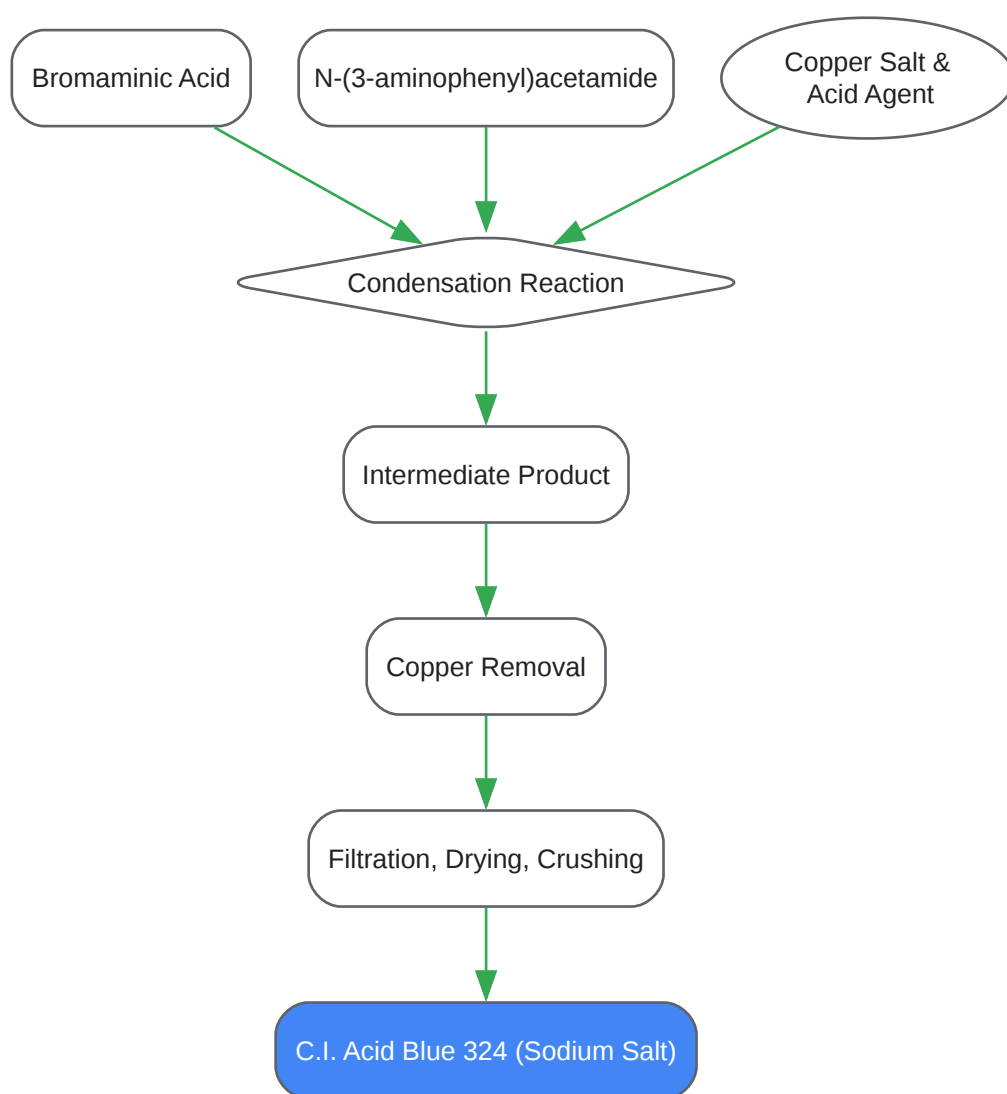 Bromaminic Acid
N-(3-aminophenyl)acetamide
Copper Salt &
Acid Agent
Condensation Reaction
Intermediate Product
Copper Removal
Filtration, Drying, Crushing
C.I. Acid Blue 324 (Sodium Salt)